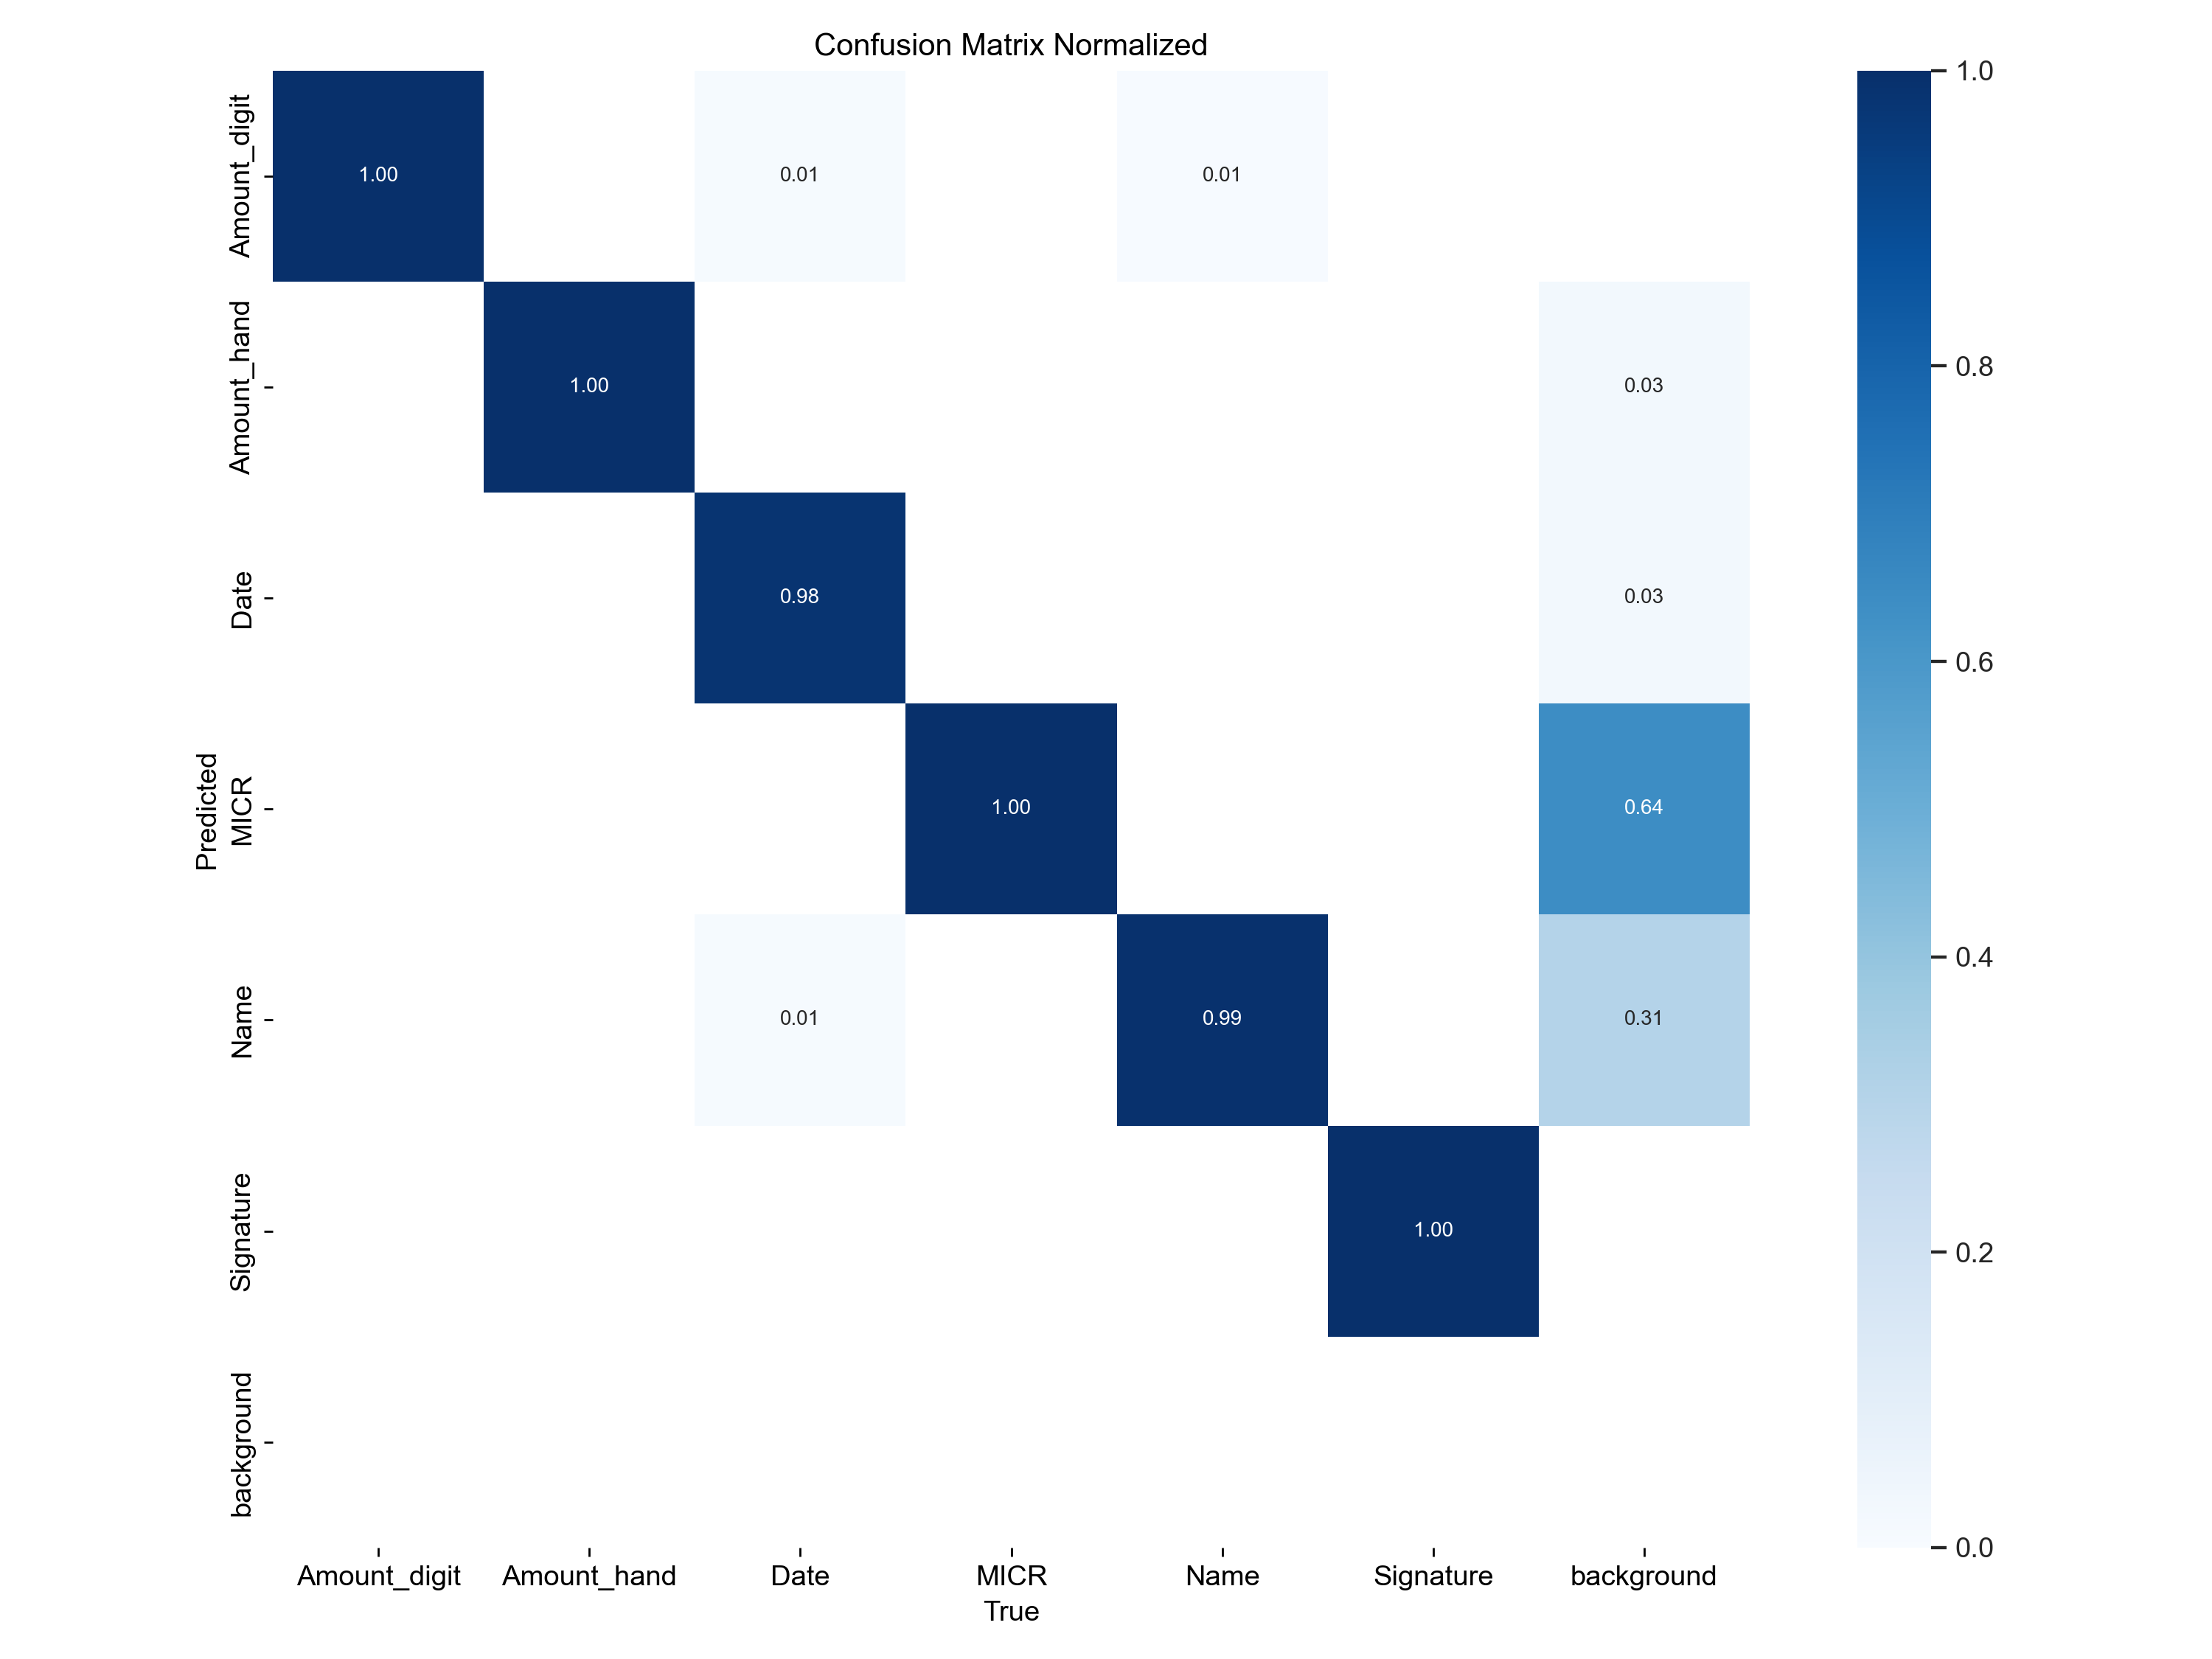 Confusion Matrix Normalized
Amount_digit
1.00
0.01
0.01
Amount_hand
1.00
0.03
Date
0.98
0.03
Predicted
MICR
1.00
0.64
Name
0.01
0.99
0.31
Signature
1.00
background
Amount_digit Amount_hand Date MICR Name Signature background
True
1.0
0.8
0.6
0.4
0.2
0.0